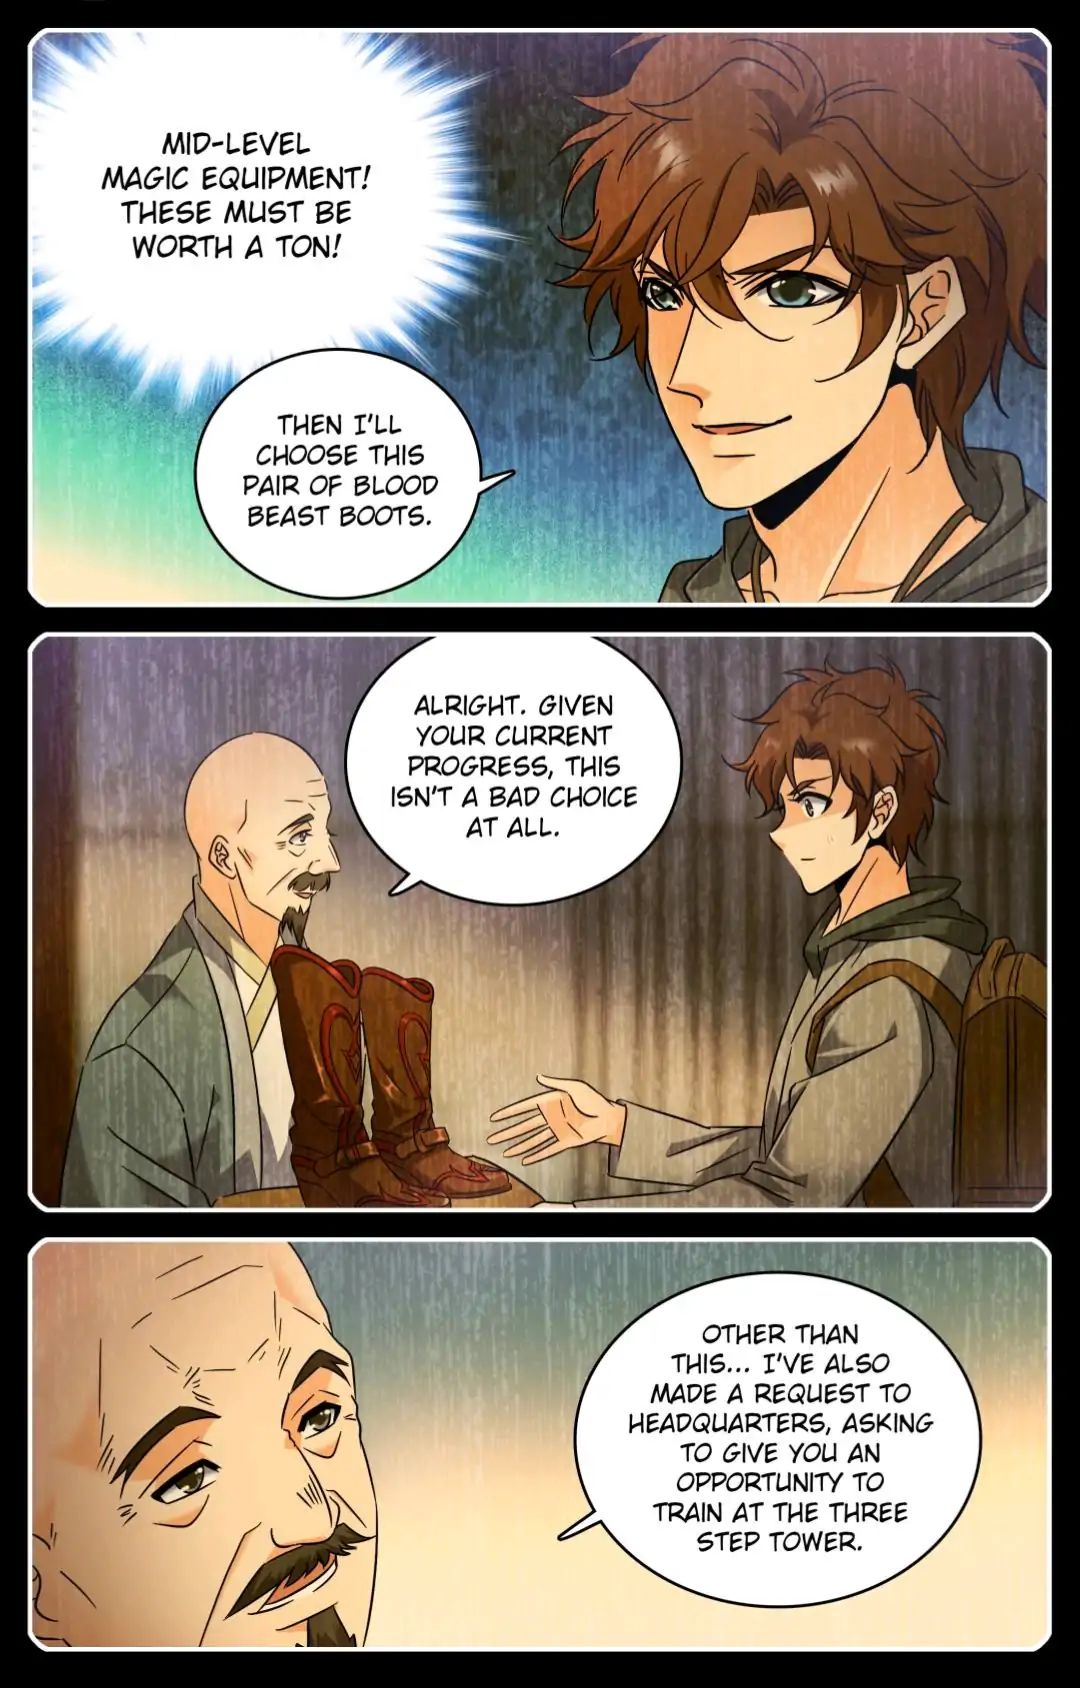 MID-LEVEL
MAGIC EQUIPMENT!
THESE MUST BE
WORTH A TON!
THEN I'LL
CHOOSE THIS
PAIR OF BLOOD
BEAST BOOTS.
ALRIGHT. GIVEN
YOUR CURRENT
PROGRESS, THIS
ISN'T A BAD CHOICE
AT ALL.
OTHER THAN
THIS... I'VE ALSO
MADE A REQUEST TO
HEADQUARTERS, ASKING
TO GIVE YOU AN
OPPORTUNITY TO
TRAIN AT THE THREE
STEP TOWER.